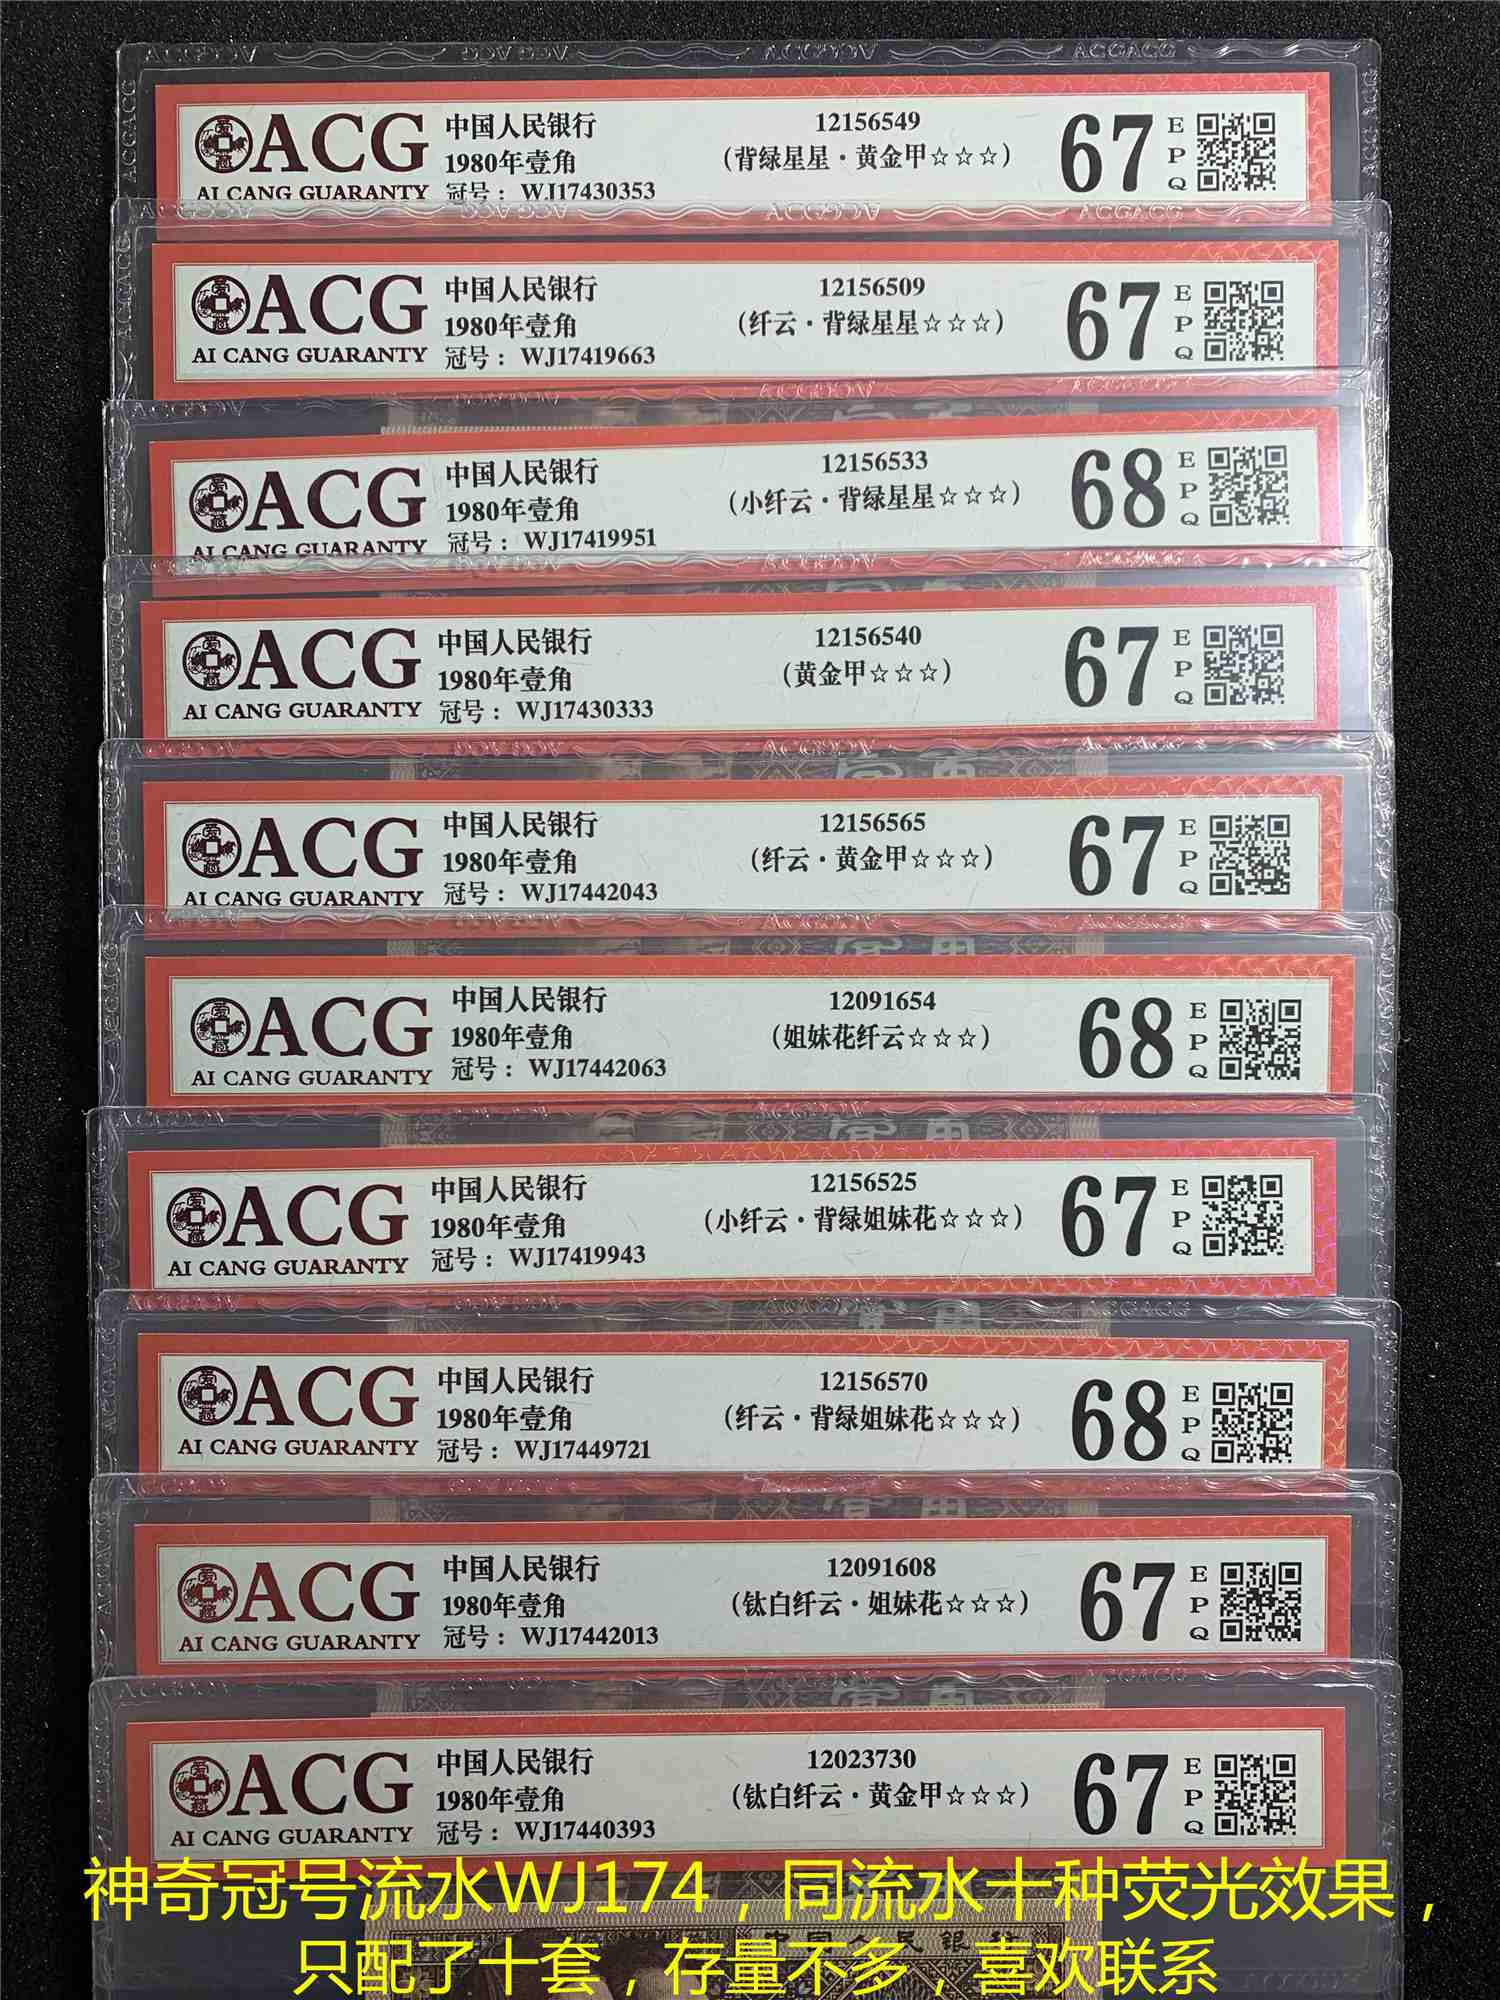 ACG
AI CANG GUARANTY
中国人民银行
1980年壹角
冠号： WJ17430353
12156549
（背绿星星·黄金甲☆☆☆）
67
EPQ
ACG
AI CANG GUARANTY
中国人民银行
1980年壹角
冠号： WJ17419663
12156509
（纤云·背绿星星☆☆☆）
67
EPQ
ACG
AI CANG GUARANTY
中国人民银行
1980年壹角
冠号： WJ17419951
12156533
（小纤云·背绿星星☆☆☆）
68
EPQ
ACG
AI CANG GUARANTY
中国人民银行
1980年壹角
冠号： WJ17430333
12156540
（黄金甲☆☆☆）
67
EPQ
ACG
AI CANG GUARANTY
中国人民银行
1980年壹角
冠号： WJ17442043
12156565
（纤云·黄金甲☆☆☆）
67
EPQ
ACG
AI CANG GUARANTY
中国人民银行
1980年壹角
冠号： WJ17442063
12091654
（姐妹花纤云☆☆☆）
68
EPQ
ACG
AI CANG GUARANTY
中国人民银行
1980年壹角
冠号： WJ17419943
12156525
（小纤云·背绿姐妹花☆☆☆）
67
EPQ
ACG
AI CANG GUARANTY
中国人民银行
1980年壹角
冠号： WJ17449721
12156570
（纤云·背绿姐妹花☆☆☆）
68
EPQ
ACG
AI CANG GUARANTY
中国人民银行
1980年壹角
冠号： WJ17442013
12091608
（钛白纤云·姐妹花☆☆☆）
67
EPQ
ACG
AI CANG GUARANTY
中国人民银行
1980年壹角
冠号： WJ17440393
12023730
（钛白纤云·黄金甲☆☆☆）
67
EPQ
神奇冠号流水WJ174，同流水十种荧光效果，
只配了十套，存量不多，喜欢联系